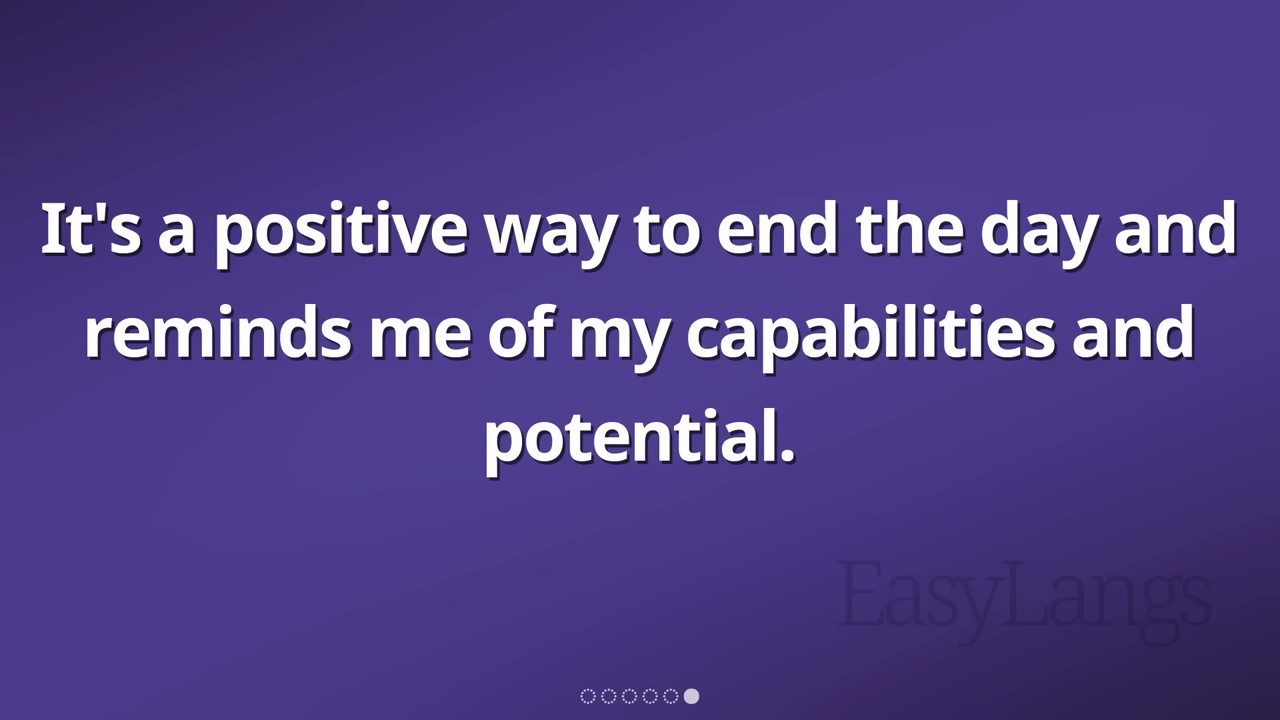 It's a positive way to end the day and
reminds me of my capabilities and
potential.
EasyLangs